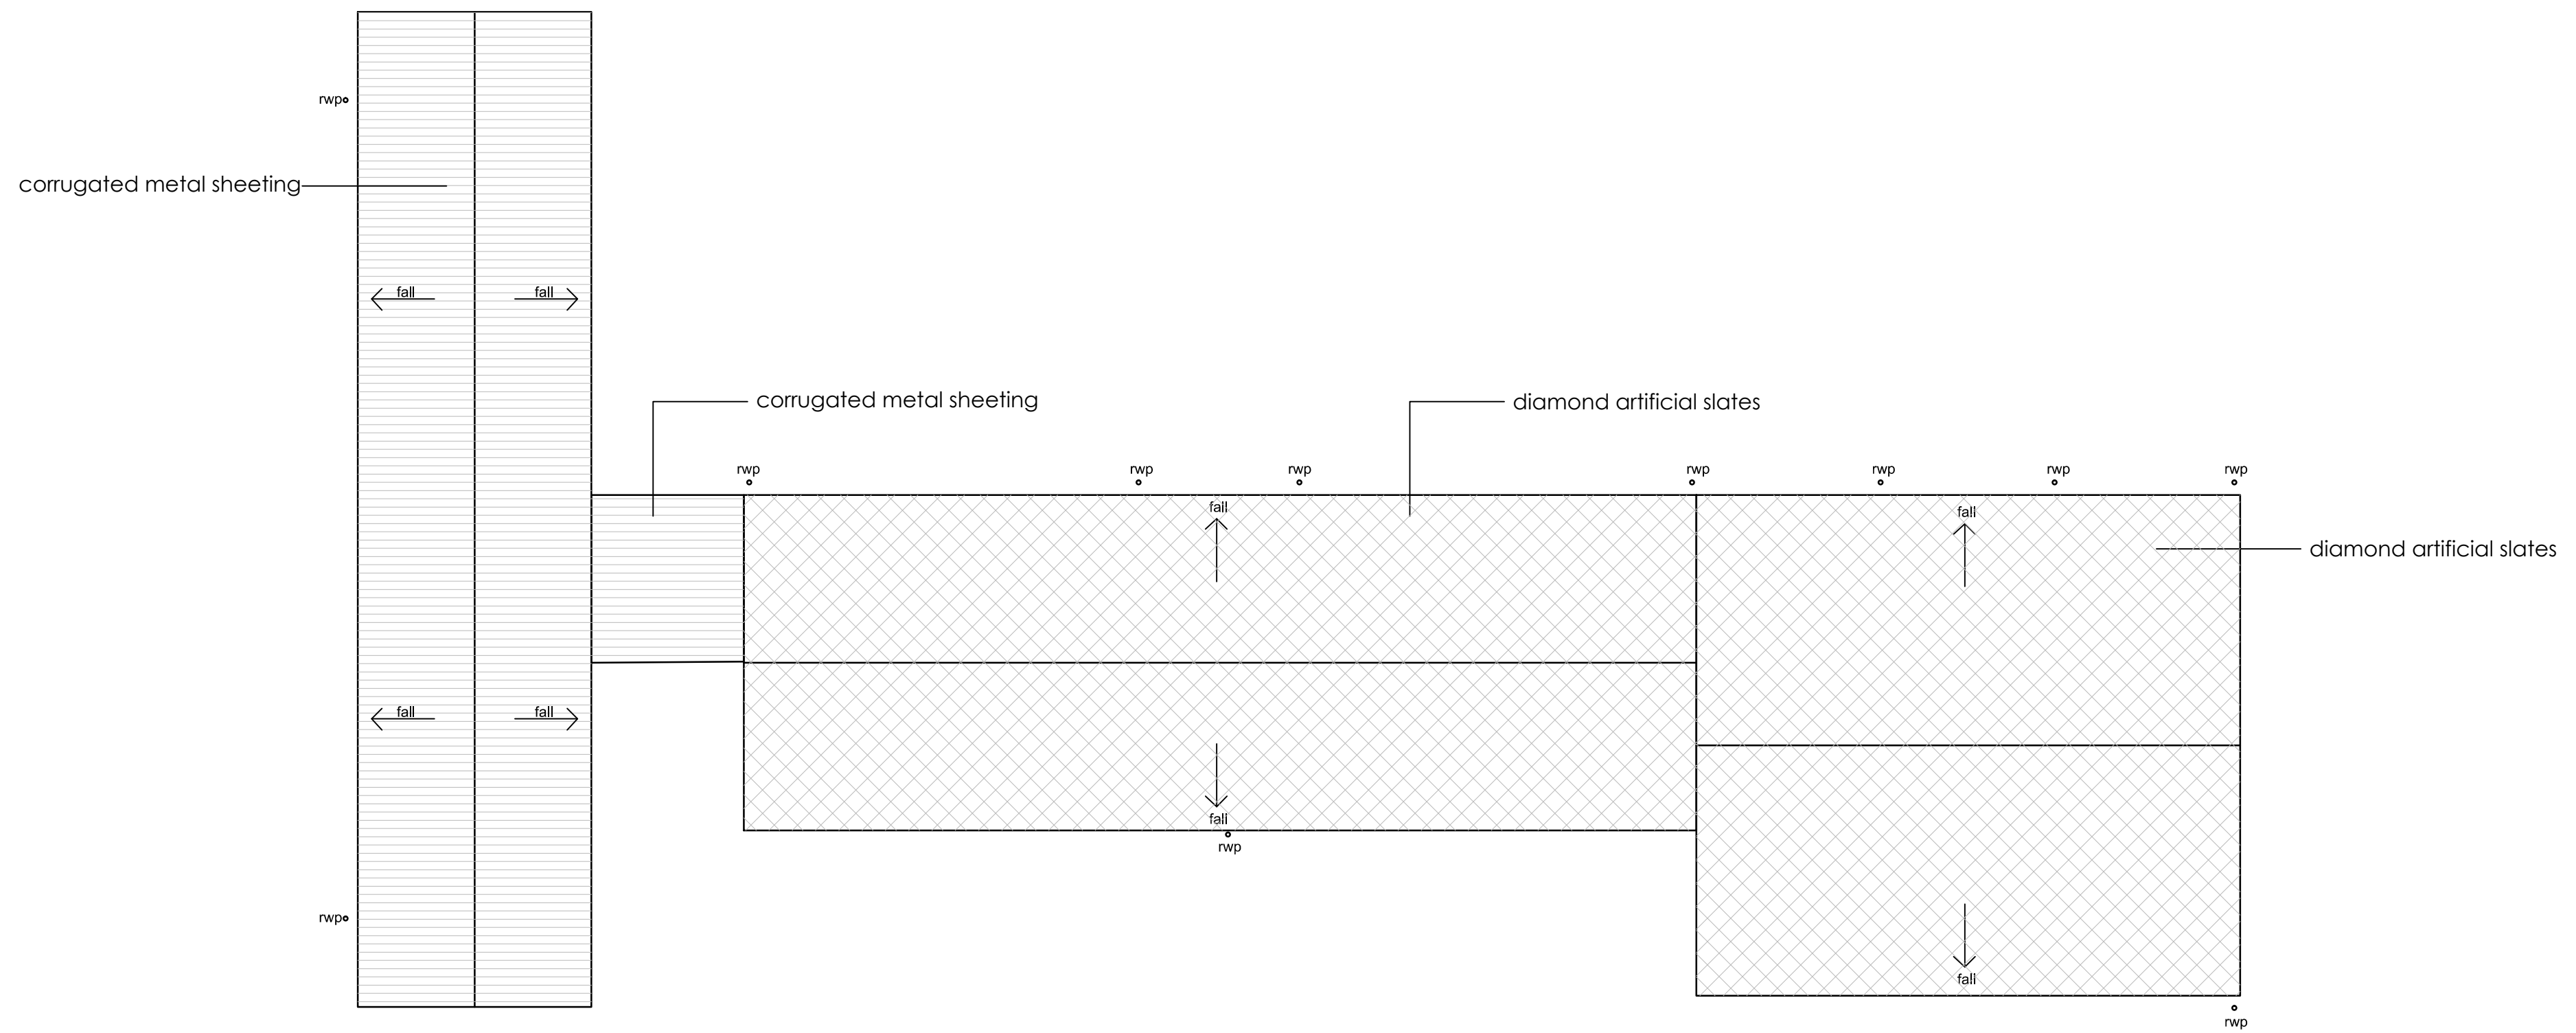 rwp
corrugated metal sheeting
fall fall
corrugated metal sheeting
diamond artificial slates
rwp rwp rwp rwp rwp rwp rwp
fall fall
diamond artificial slates
fall fall
fall
rwp
rwp
fall
rwp